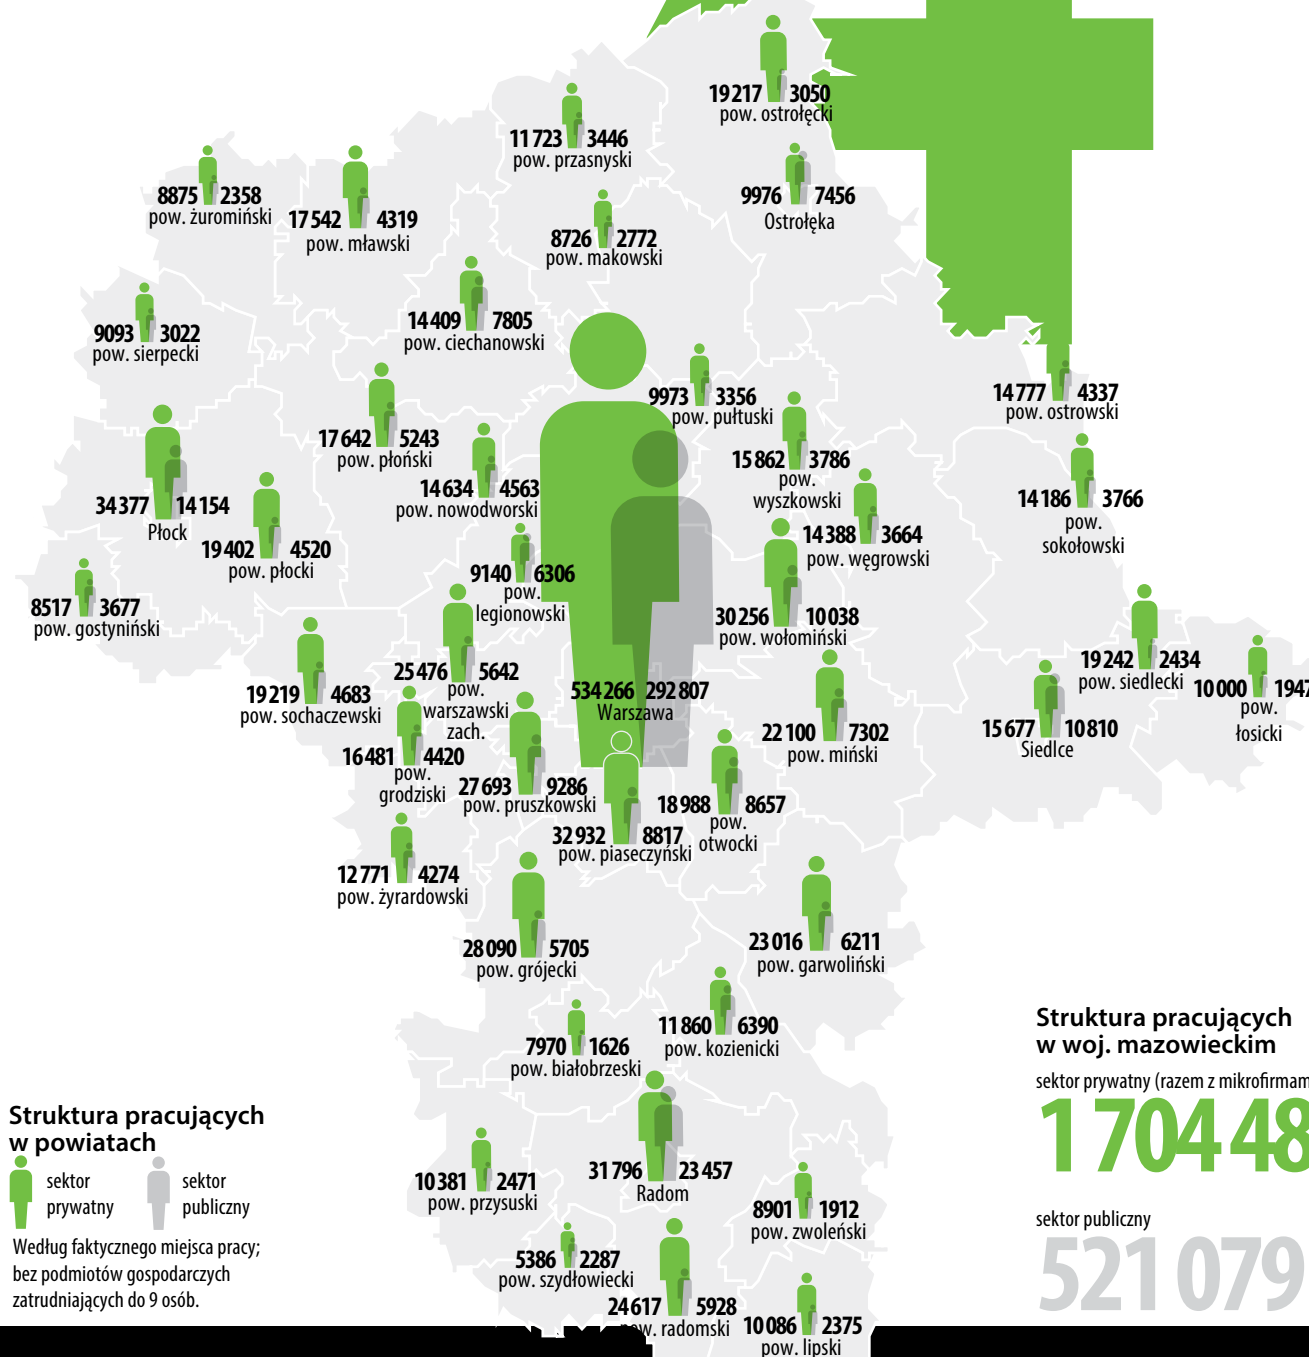 19 217 3050
pow. ostrołęcki
11 723 3446
pow. przasnyski
9976 7456
Ostrołęka
8875 2358
pow. żuromiński
17 542 4319
pow. mławski
8726 2772
pow. makowski
9093 3022
pow. sierpecki
14 409 7805
pow. ciechanowski
9973 3356
pow. pułtuski
14 777 4337
pow. ostrowski
17 642 5243
pow. płoński
15 862 3786
pow.
wyszkowski
14 634 4563
pow. nowodworski
34 377 14 154
Płock
14 186 3766
pow.
sokołowski
19 402 4520
pow. płocki
14 388 3664
pow. węgrowski
9140 6306
pow.
legionowski
8517 3677
pow. gostyniński
30 256 10 038
pow. wołomiński
25 476 5642
pow.
warszawski
zach.
19 219 4683
pow. sochaczewski
534 266 292 807
Warszawa
19 242 2434
pow. siedlecki
10 000 1947
pow.
łosicki
22 100 7302
pow. miński
15 677 10 810
Siedlce
16 481 4420
pow.
grodziski
27 693 9286
pow. pruszkowski
18 988 8657
pow.
otwocki
32 932 8817
pow. piaseczyński
12 771 4274
pow. żyrardowski
28 090 5705
pow. grójecki
23 016 6211
pow. garwoliński
11 860 6390
pow. kozienicki
7970 1626
pow. białobrzeski
31 796 23 457
Radom
10 381 2471
pow. przysuski
8901 1912
pow. zwoleński
5386 2287
pow. szydłowiecki
24 617 5928
pow. radomski
10 086 2375
pow. lipski
Struktura pracujących
w powiatach
sektor
prywatny
sektor
publiczny
Według faktycznego miejsca pracy;
bez podmiotów gospodarczych
zatrudniających do 9 osób.
Struktura pracujących
w woj. mazowieckim
sektor prywatny (razem z mikrofirmam
1 704 48
sektor publiczny
521 079